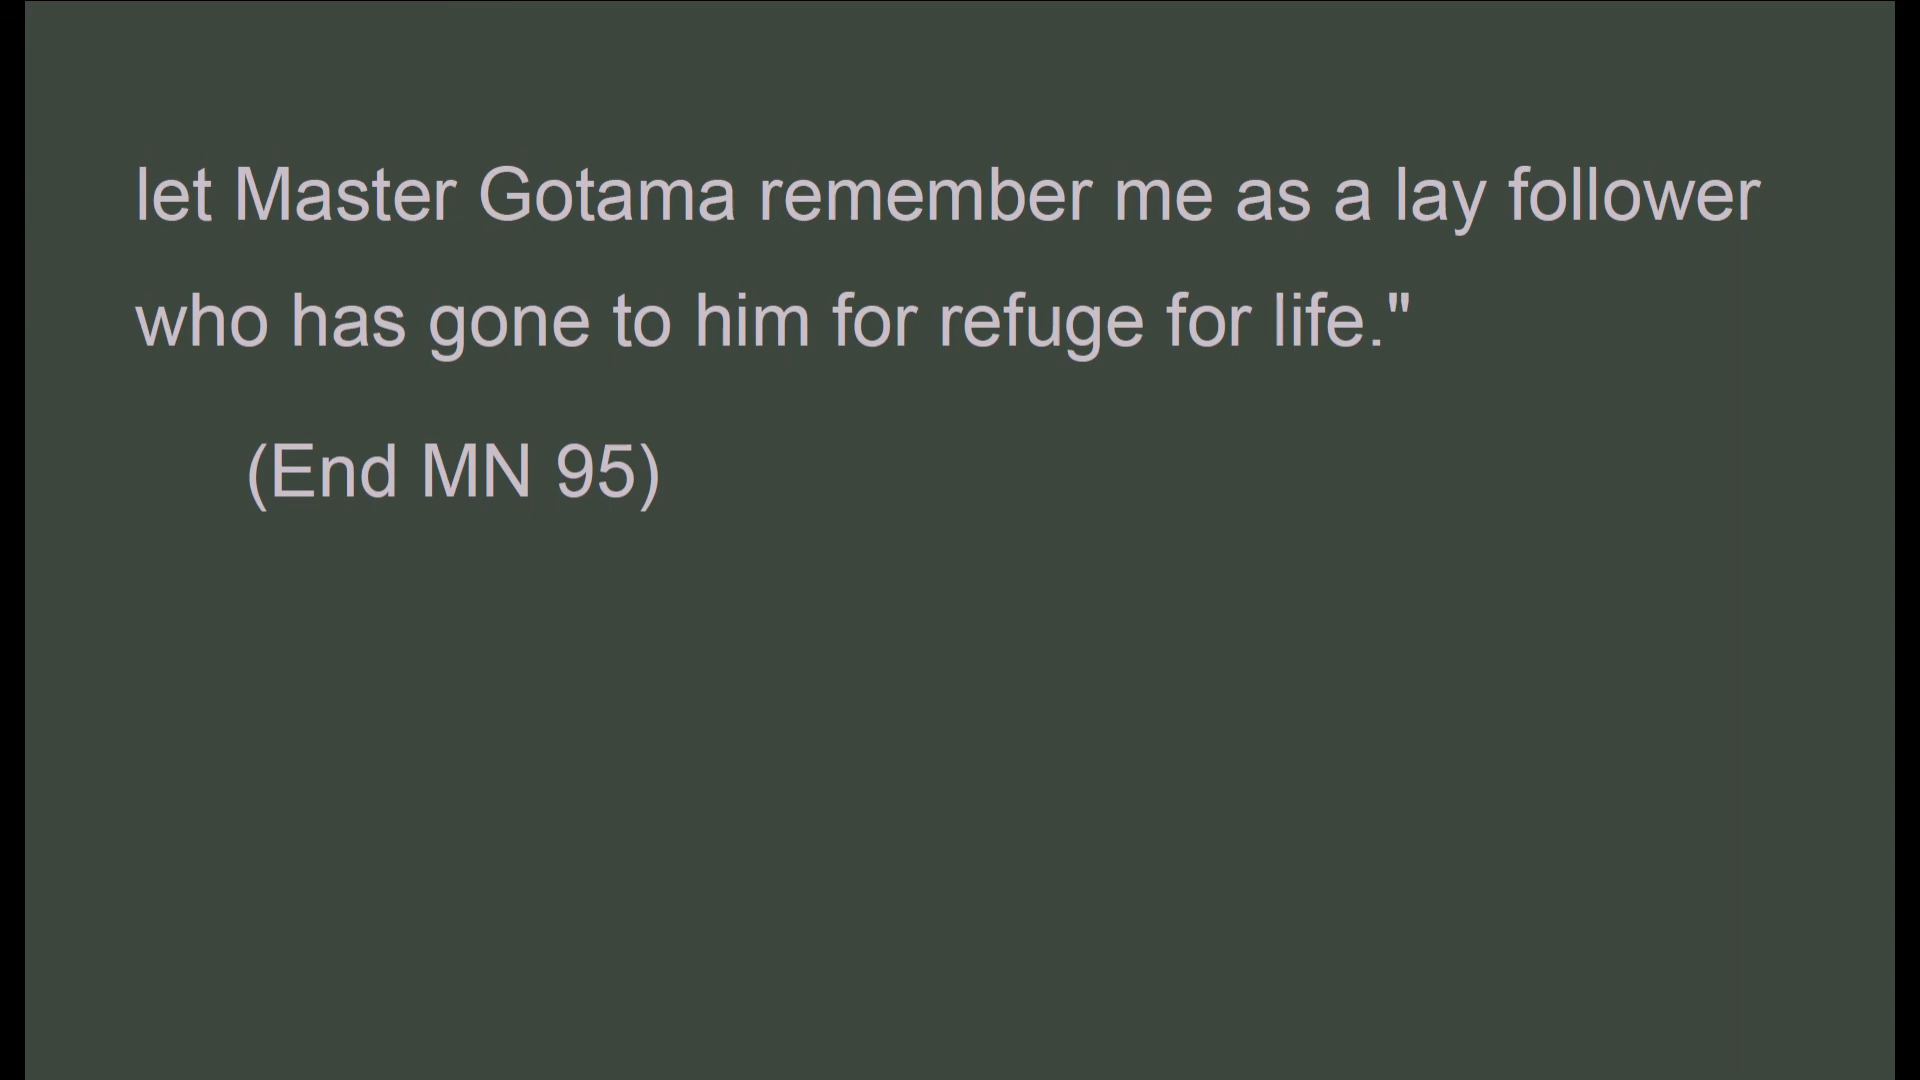 let Master Gotama remember me as a lay follower
who has gone to him for refuge for life."
(End MN 95)